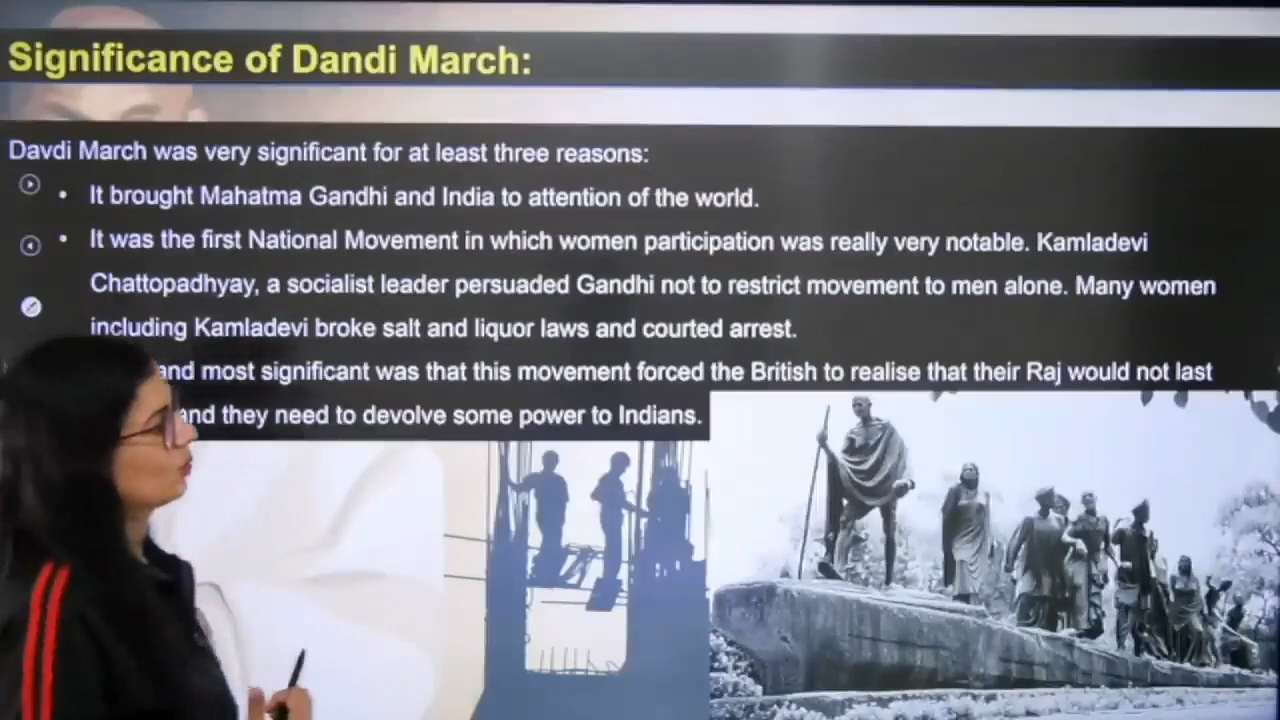 Significance of Dandi March:
Davdi March was very significant for at least three reasons:
• It brought Mahatma Gandhi and India to attention of the world.
• It was the first National Movement in which women participation was really very notable. Kamladevi
Chattopadhyay, a socialist leader persuaded Gandhi not to restrict movement to men alone. Many women
including Kamladevi broke salt and liquor laws and courted arrest.
and most significant was that this movement forced the British to realise that their Raj would not last
and they need to devolve some power to Indians.